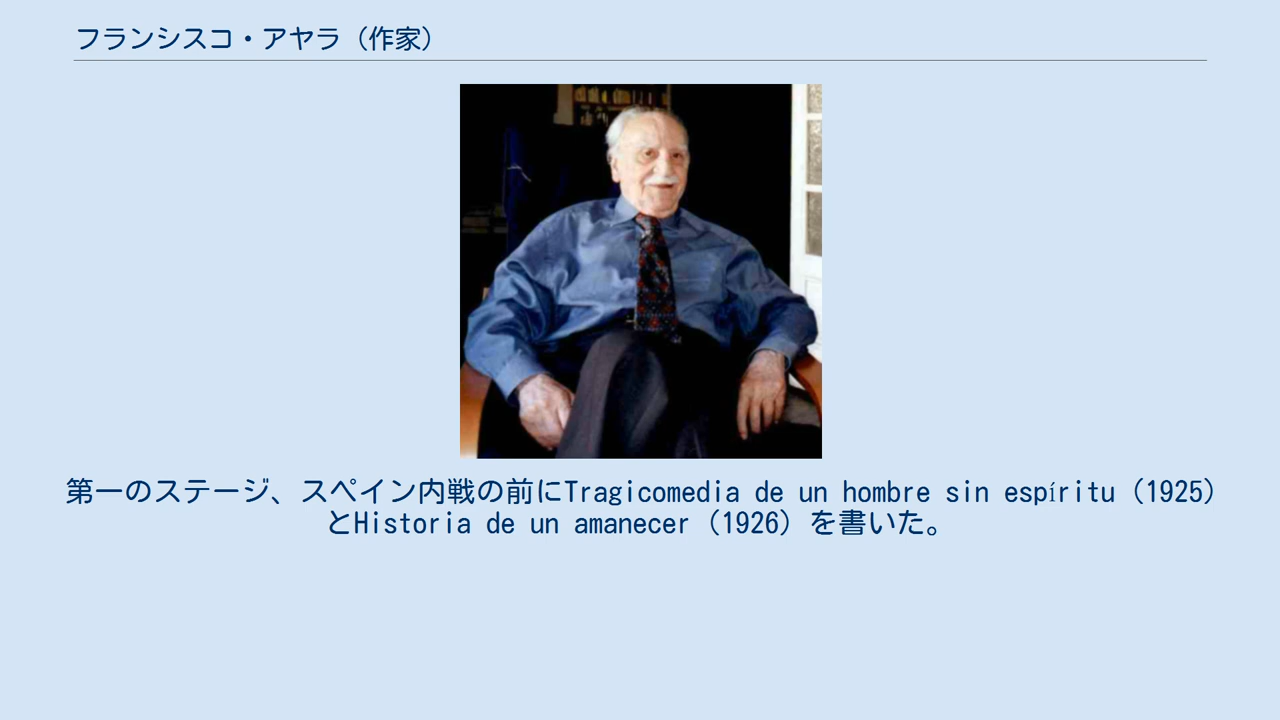 フランシスコ・アヤラ（作家）
第一のステージ、スペイン内戦の前にTragicomedia de un hombre sin espíritu（1925）
とHistoria de un amanecer（1926）を書いた。